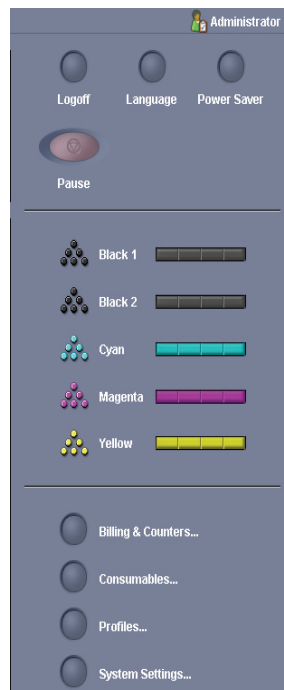 Administrator
Logoff Language Power Saver
Pause
Black 1
Black 2
Cyan
Magenta
Yellow
Billing & Counters...
Consumables...
Profiles...
System Settings...